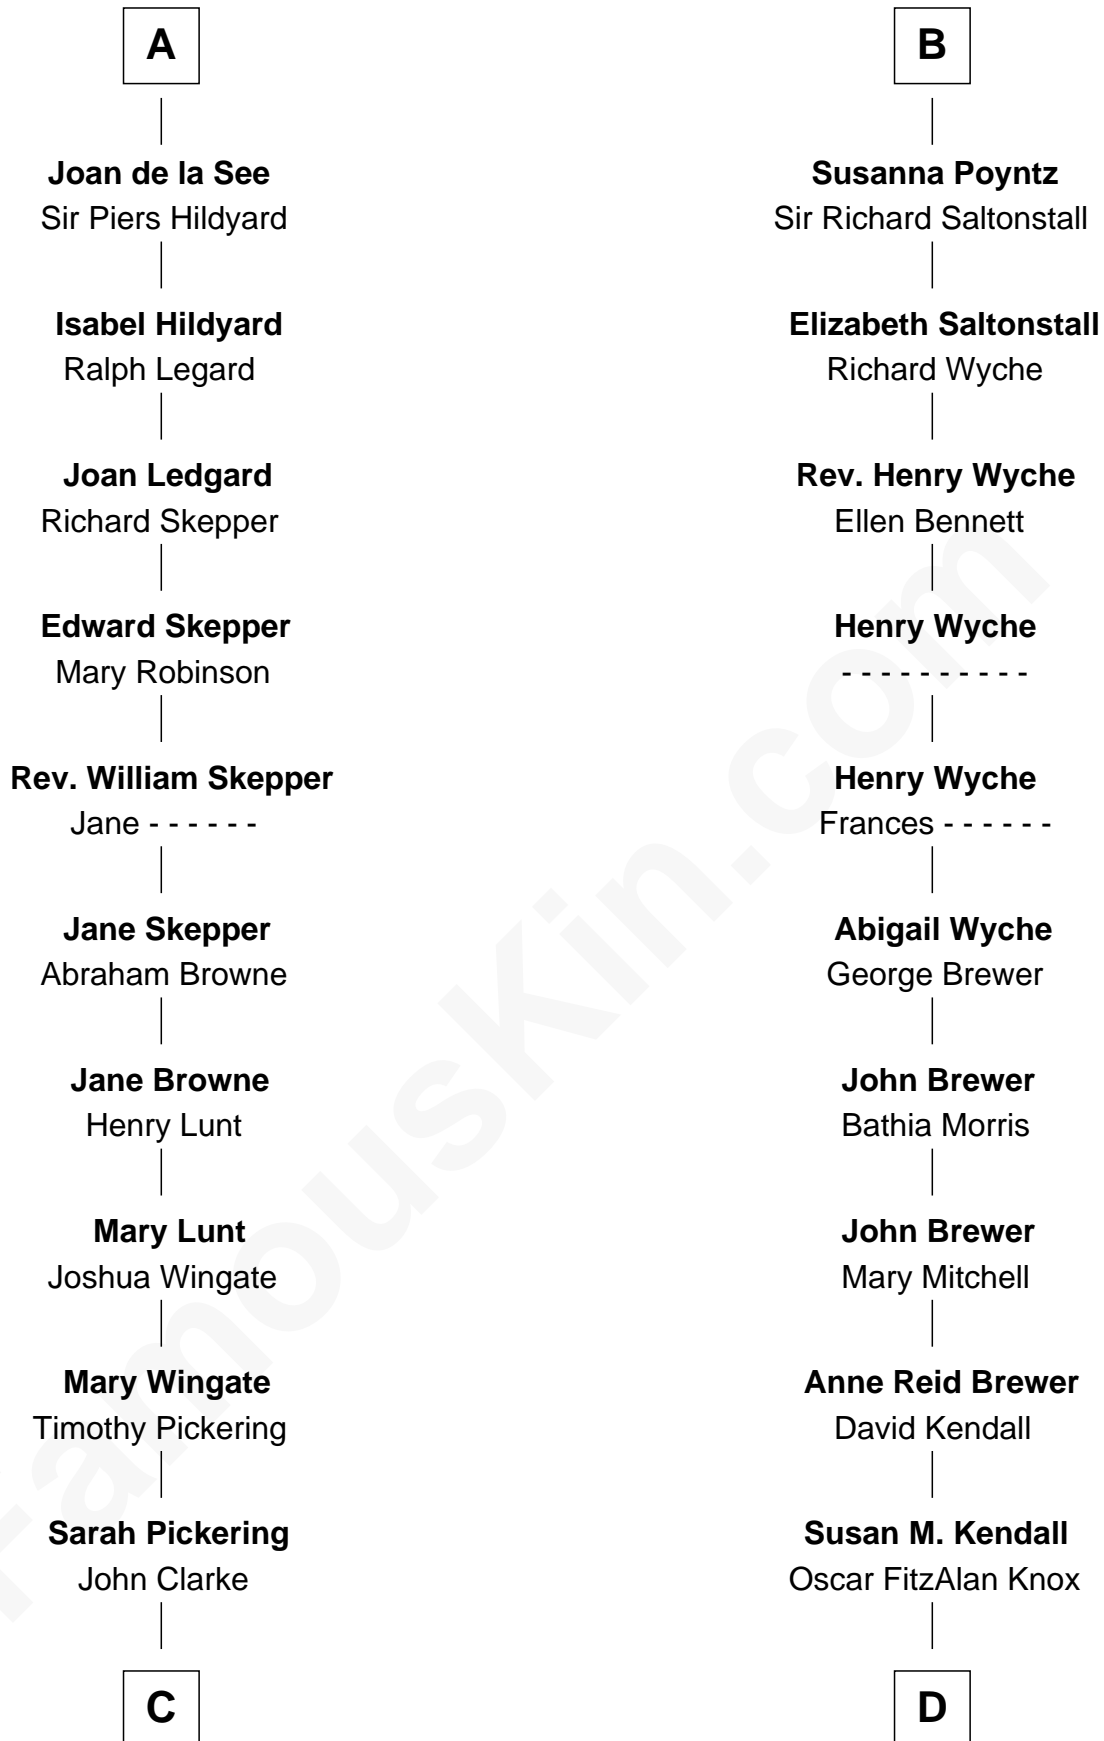 A
Joan de la See
Sir Piers Hildyard
Isabel Hildyard
Ralph Legard
Joan Ledgard
Richard Skepper
Edward Skepper
Mary Robinson
Rev. William Skepper
Jane - - - - - -
Jane Skepper
Abraham Browne
Jane Browne
Henry Lunt
Mary Lunt
Joshua Wingate
Mary Wingate
Timothy Pickering
Sarah Pickering
John Clarke
C
B
Susanna Poyntz
Sir Richard Saltonstall
Elizabeth Saltonstall
Richard Wyche
Rev. Henry Wyche
Ellen Bennett
Henry Wyche
- - - - - - - - - -
Henry Wyche
Frances - - - - - -
Abigail Wyche
George Brewer
John Brewer
Bathia Morris
John Brewer
Mary Mitchell
Anne Reid Brewer
David Kendall
Susan M. Kendall
Oscar FitzAlan Knox
D
FamousKin.com